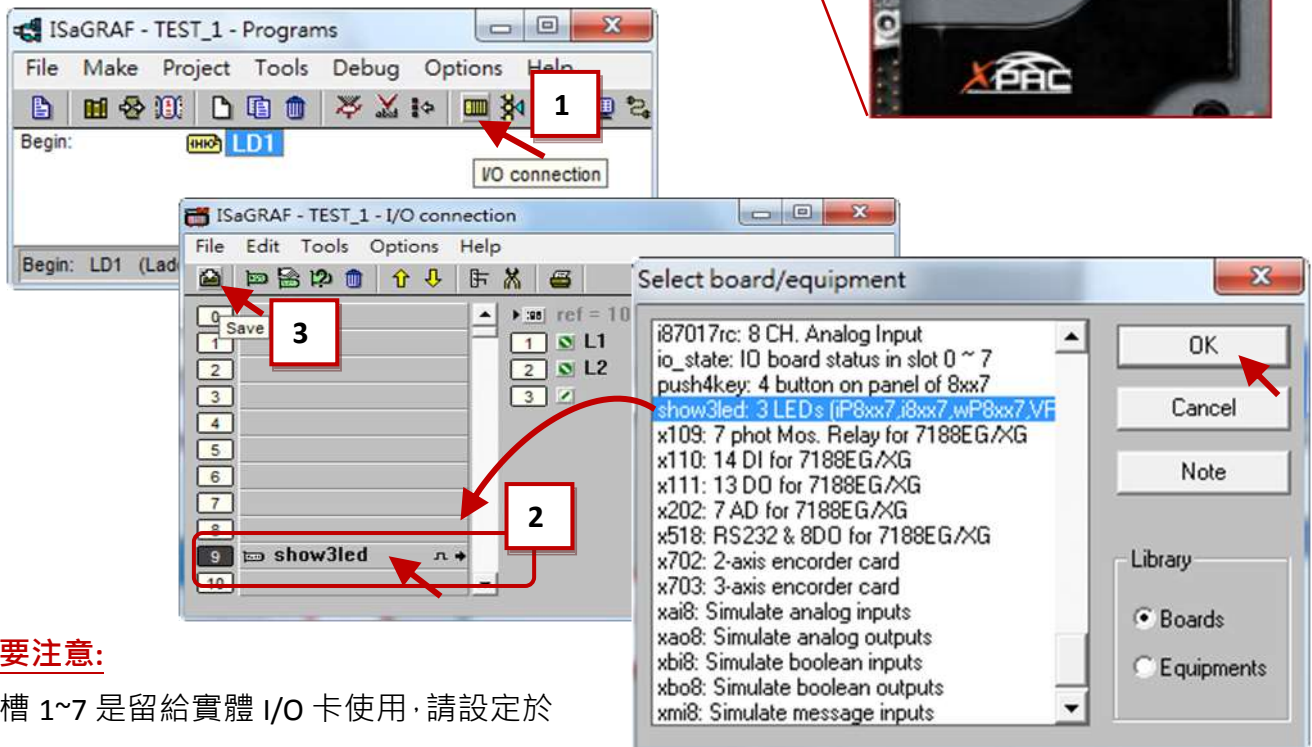 ISaGRAF - TEST_1 - Programs
File Make Project Tools Debug Options Help
1
Begin: LD1
I/O connection
XPAC
ISaGRAF - TEST_1 - I/O connection
File Edit Tools Options Help
Begin: LD1
Save
3
ref = 10
0
1
2
3
4
5
6
7
8
9 show3led
10
1 L1
2 L2
3
2
Select board/equipment
i87017rc: 8 CH. Analog Input
io_state: IO board status in slot 0 ~ 7
push4key: 4 button on panel of 8xx7
show3led: 3 LEDs (iP8xx7,i8xx7,wP8xx7,VF
x109: 7 phot Mos. Relay for 7188EG/XG
x110: 14 DI for 7188EG/XG
x111: 13 DO for 7188EG/XG
x202: 7 AD for 7188EG/XG
x518: RS232 & 8DO for 7188EG/XG
x702: 2-axis encorder card
x703: 3-axis encorder card
xai8: Simulate analog inputs
xao8: Simulate analog outputs
xbi8: Simulate boolean inputs
xbo8: Simulate boolean outputs
xmi8: Simulate message inputs
OK
Cancel
Note
Library
Boards
Equipments
要注意:
槽 1~7 是留給實體 I/O 卡使用,請設定於